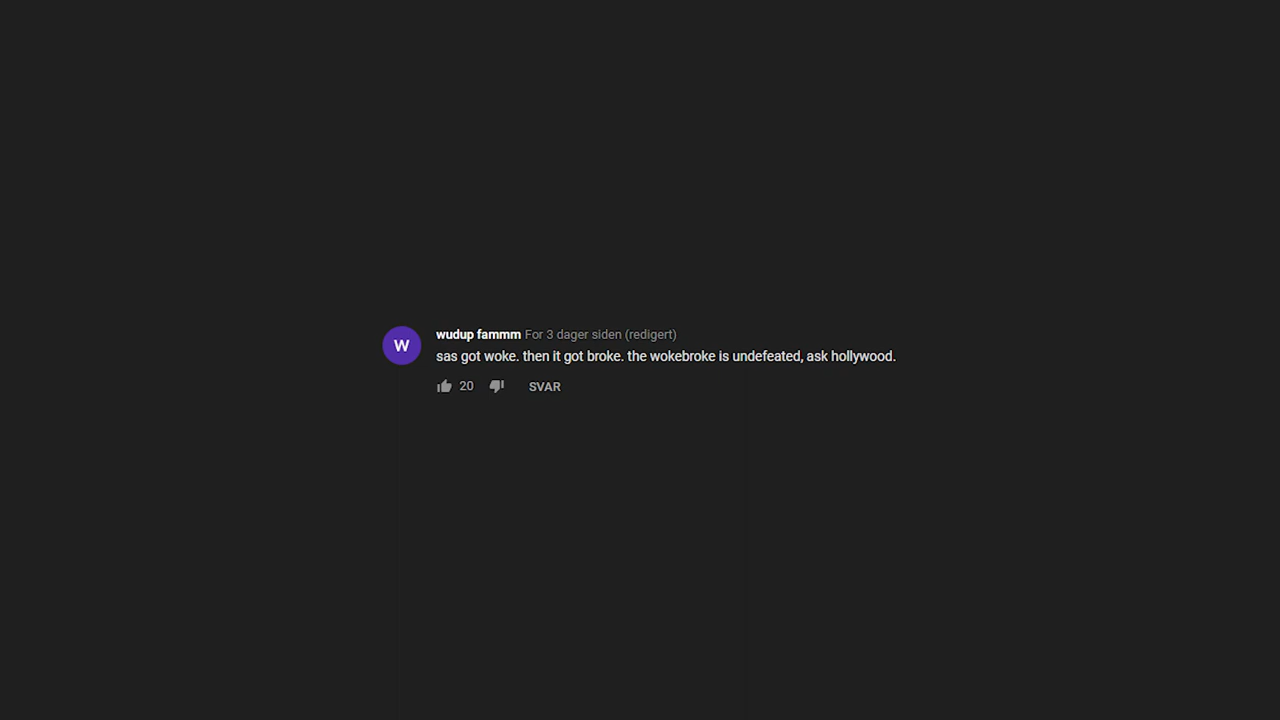 W
wudup fammm For 3 dager siden (redigert)
sas got woke. then it got broke. the wokebroke is undefeated, ask hollywood.
20 SVAR